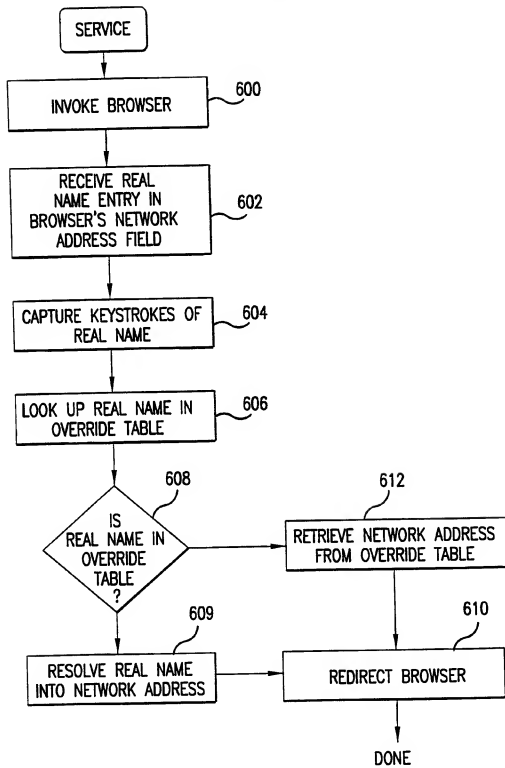 SERVICE
INVOKE BROWSER
600
RECEIVE REAL
NAME ENTRY IN
BROWSER'S NETWORK
ADDRESS FIELD
602
CAPTURE KEYSTROKES OF
REAL NAME
604
LOOK UP REAL NAME IN
OVERRIDE TABLE
606
608
IS
REAL NAME IN
OVERRIDE
TABLE
?
612
RETRIEVE NETWORK ADDRESS
FROM OVERRIDE TABLE
609
RESOLVE REAL NAME
INTO NETWORK ADDRESS
610
REDIRECT BROWSER
DONE